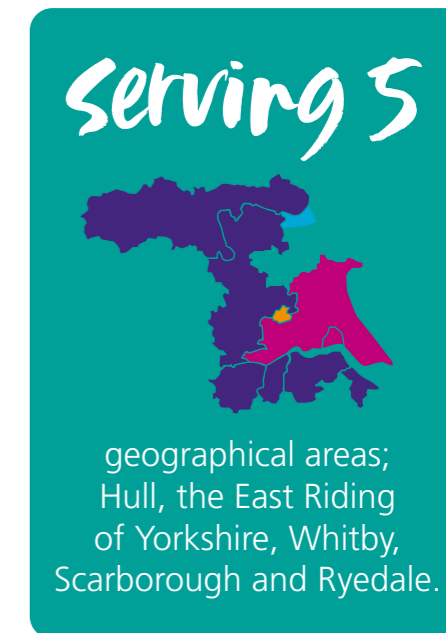 Serving 5
geographical areas;
Hull, the East Riding
of Yorkshire, Whitby,
Scarborough and Ryedale.